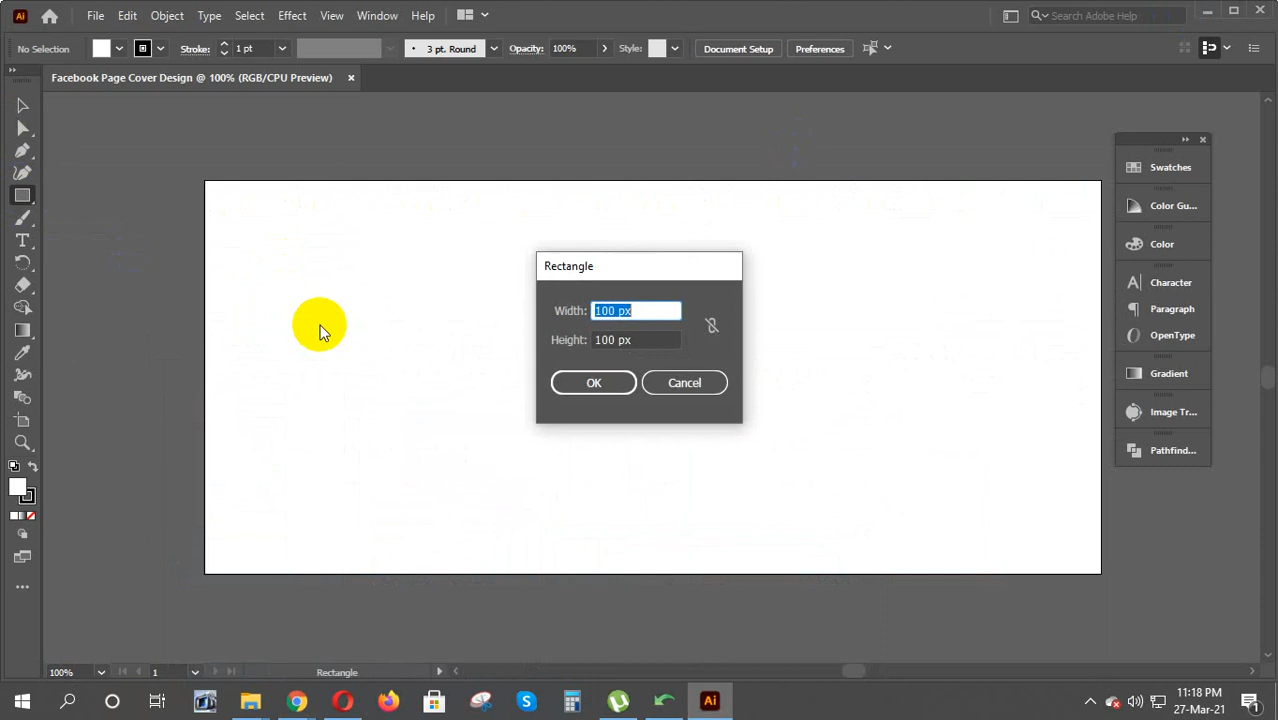 Ai File Edit Object Type Select Effect View Window Help Search Adobe Help
No Selection Stroke: 1 pt 3 pt. Round Opacity: 100% Style: Document Setup Preferences
Facebook Page Cover Design @ 100% (RGB/CPU Preview)
Swatches
Color Gu...
Color
Character
Paragraph
OpenType
Gradient
Image Tr...
Pathfind...
Rectangle
Width: 100 px
Height: 100 px
OK Cancel
100% 1 Rectangle
Ai
11:18 PM
27-Mar-21
1